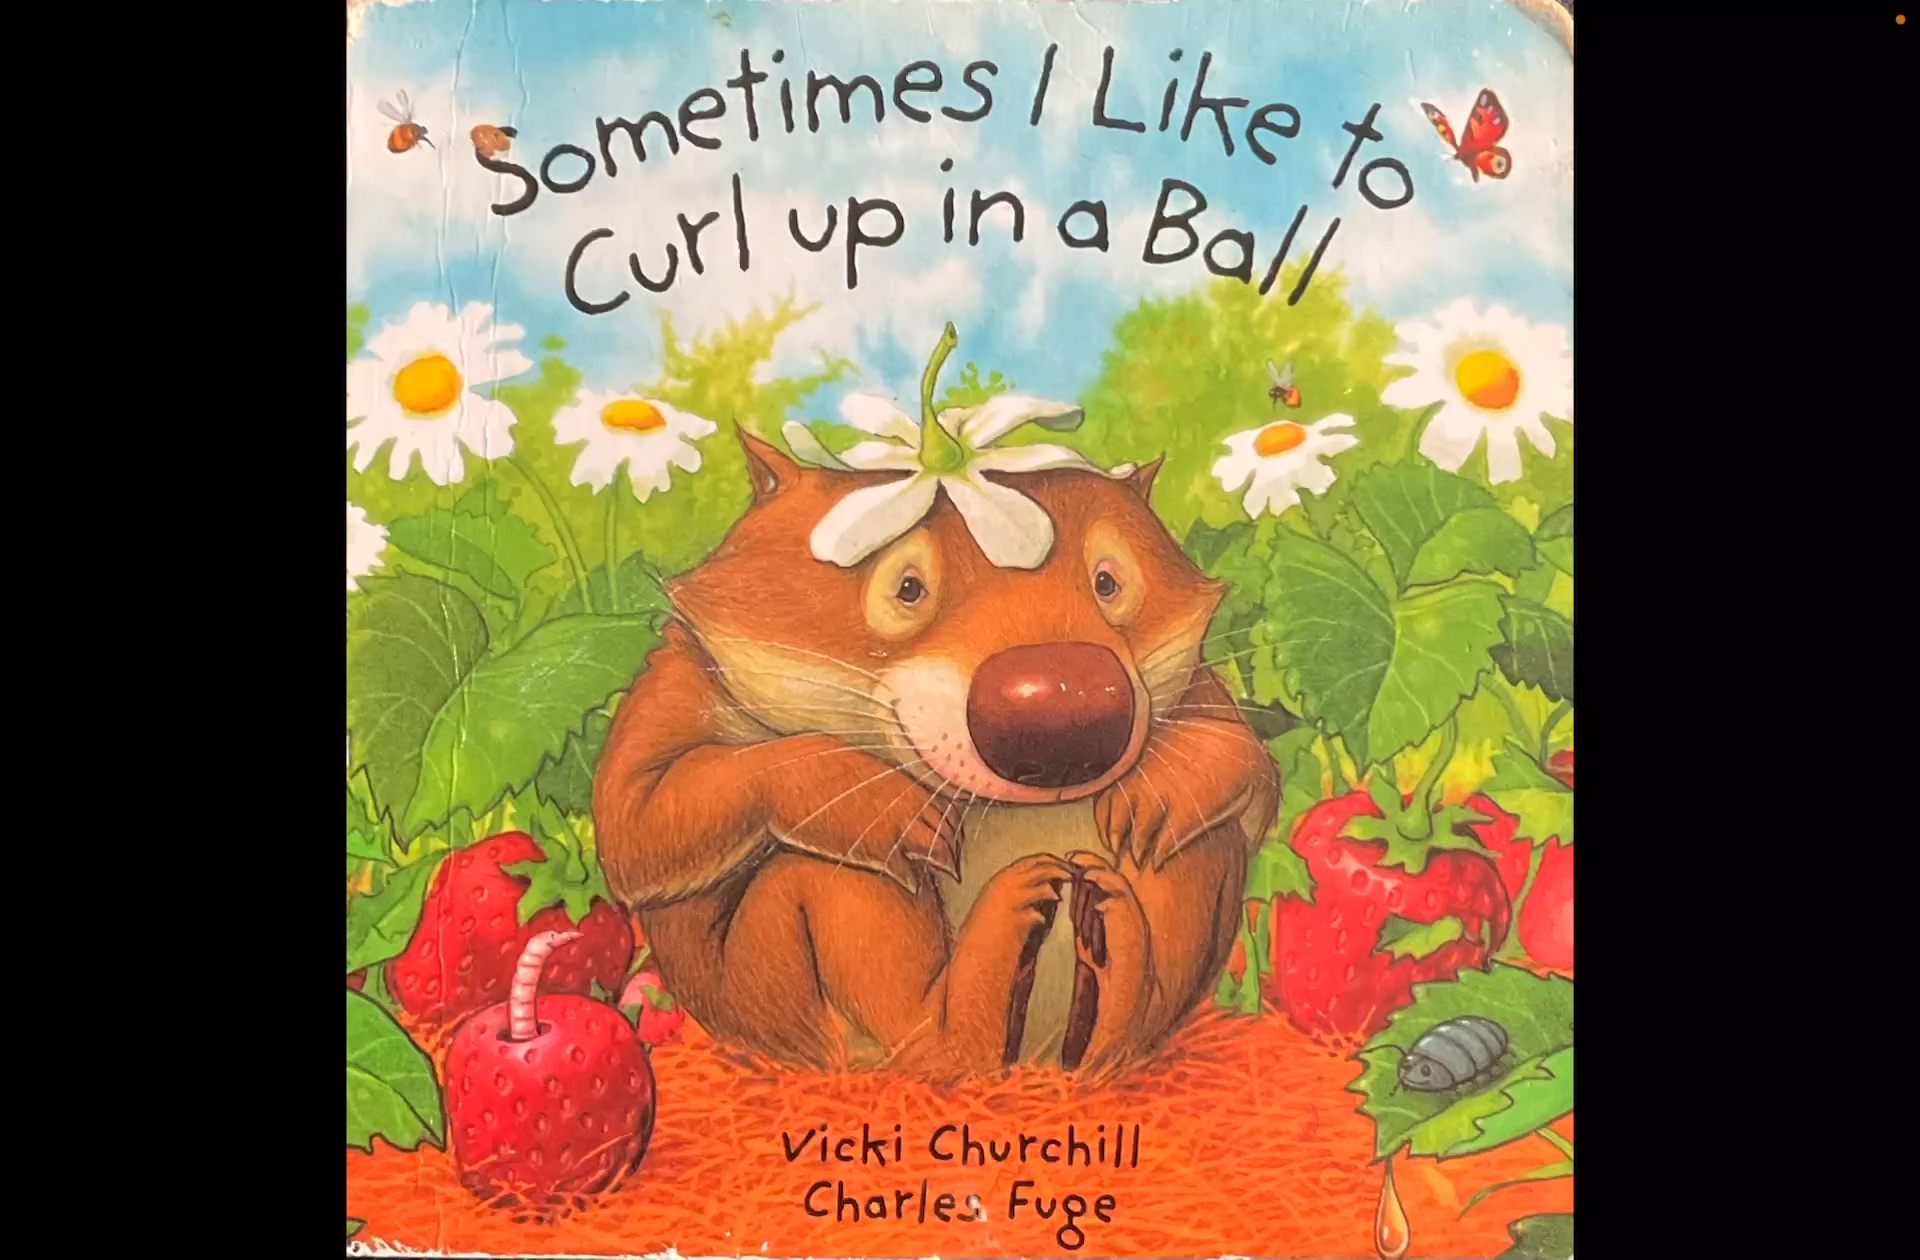 Sometimes I Like to
Curl up in a Ball
Vicki Churchill
Charles Fuge